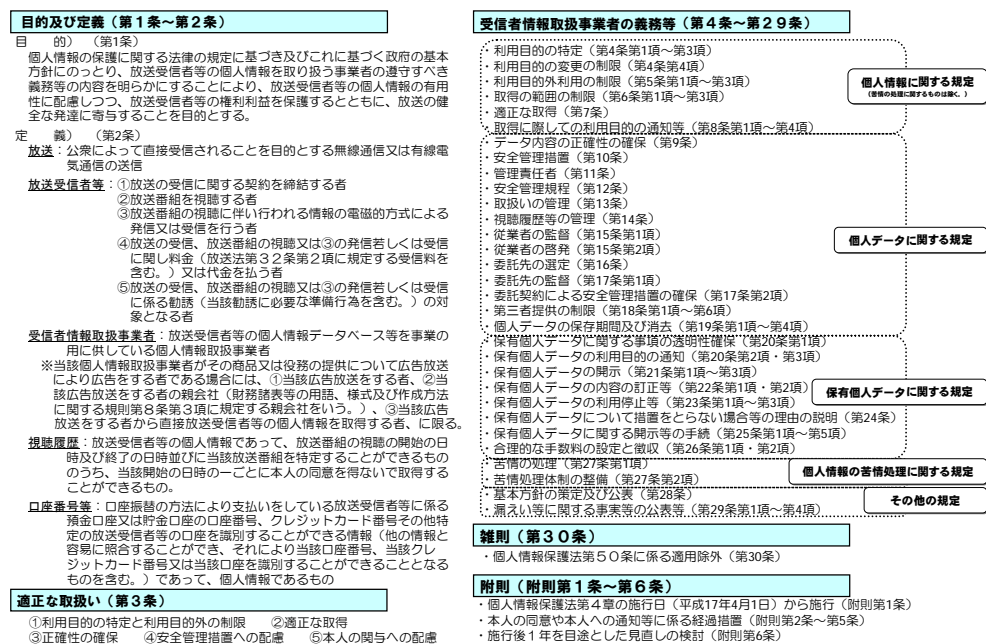 目的及び定義（第１条～第２条）
目　　的）　（第1条）
個人情報の保護に関する法律の規定に基づき及びこれに基づく政府の基本
方針にのっとり、放送受信者等の個人情報を取り扱う事業者の遵守すべき
義務等の内容を明らかにすることにより、放送受信者等の個人情報の有用
性に配慮しつつ、放送受信者等の権利利益を保護するとともに、放送の健
全な発達に寄与することを目的とする。
定　　義）　（第2条）
放送：公衆によって直接受信されることを目的とする無線通信又は有線電
気通信の送信
放送受信者等：①放送の受信に関する契約を締結する者
②放送番組を視聴する者
③放送番組の視聴に伴い行われる情報の電磁的方式による
発信又は受信を行う者
④放送の受信、放送番組の視聴又は③の発信若しくは受信
に関し料金（放送法第３２条第２項に規定する受信料を
含む。）又は代金を払う者
⑤放送の受信、放送番組の視聴又は③の発信若しくは受信
に係る勧誘（当該勧誘に必要な準備行為を含む。）の対
象となる者
受信者情報取扱事業者：放送受信者等の個人情報データベース等を事業の
用に供している個人情報取扱事業者
※当該個人情報取扱事業者がその商品又は役務の提供について広告放送
により広告をする者である場合には、①当該広告放送をする者、②当
該広告放送をする者の親会社（財務諸表等の用語、様式及び作成方法
に関する規則第８条第３項に規定する親会社をいう。）、③当該広告
放送をする者から直接放送受信者等の個人情報を取得する者、に限る。
視聴履歴：放送受信者等の個人情報であって、放送番組の視聴の開始の日
時及び終了の日時並びに当該放送番組を特定することができるもの
のうち、当該開始の日時の一ごとに本人の同意を得ないで取得する
ことができるもの。
口座番号等：口座振替の方法により支払いをしている放送受信者等に係る
預金口座又は貯金口座の口座番号、クレジットカード番号その他特
定の放送受信者等の口座を識別することができる情報（他の情報と
容易に照合することができ、それにより当該口座番号、当該クレ
ジットカード番号又は当該口座を識別することができることとなる
ものを含む。）であって、個人情報であるもの
適正な取扱い（第３条）
①利用目的の特定と利用目的外の制限　②適正な取得
③正確性の確保　④安全管理措置への配慮　⑤本人の関与への配慮
受信者情報取扱事業者の義務等（第４条～第２９条）
・利用目的の特定（第4条第1項～第3項）
・利用目的の変更の制限（第4条第4項）
・利用目的外利用の制限（第5条第1項～第3項）
・取得の範囲の制限（第6条第1項～第3項）
・適正な取得（第7条）
・取得に際しての利用目的の通知等（第8条第1項～第4項）
個人情報に関する規定
（苦情の処理に関するものは除く。）
・データ内容の正確性の確保（第9条）
・安全管理措置（第10条）
・管理責任者（第11条）
・安全管理規程（第12条）
・取扱いの管理（第13条）
・視聴履歴等の管理（第14条）
・従業者の監督（第15条第1項）
・従業者の啓発（第15条第2項）
・委託先の選定（第16条）
・委託先の監督（第17条第1項）
・委託契約による安全管理措置の確保（第17条第2項）
・第三者提供の制限（第18条第1項～第6項）
・個人データの保存期間及び消去（第19条第1項～第4項）
個人データに関する規定
・保有個人データに関する事項の透明性確保（第20条第1項）
・保有個人データの利用目的の通知（第20条第2項・第3項）
・保有個人データの開示（第21条第1項～第3項）
・保有個人データの内容の訂正等（第22条第1項・第2項）
・保有個人データの利用停止等（第23条第1項～第3項）
・保有個人データについて措置をとらない場合等の理由の説明（第24条）
・保有個人データに関する開示等の手続（第25条第1項～第5項）
・合理的な手数料の設定と徴収（第26条第1項・第2項）
保有個人データに関する規定
・苦情の処理（第27条第1項）
・苦情処理体制の整備（第27条第2項）
個人情報の苦情処理に関する規定
・基本方針の策定及び公表（第28条）
・漏えい等に関する事実等の公表等（第29条第1項～第4項）
その他の規定
雑則（第３０条）
・個人情報保護法第５０条に係る適用除外（第30条）
附則（附則第１条～第６条）
・個人情報保護法第４章の施行日（平成17年4月1日）から施行（附則第1条）
・本人の同意や本人への通知等に係る経過措置（附則第2条～第5条）
・施行後１年を目途とした見直しの検討（附則第6条）